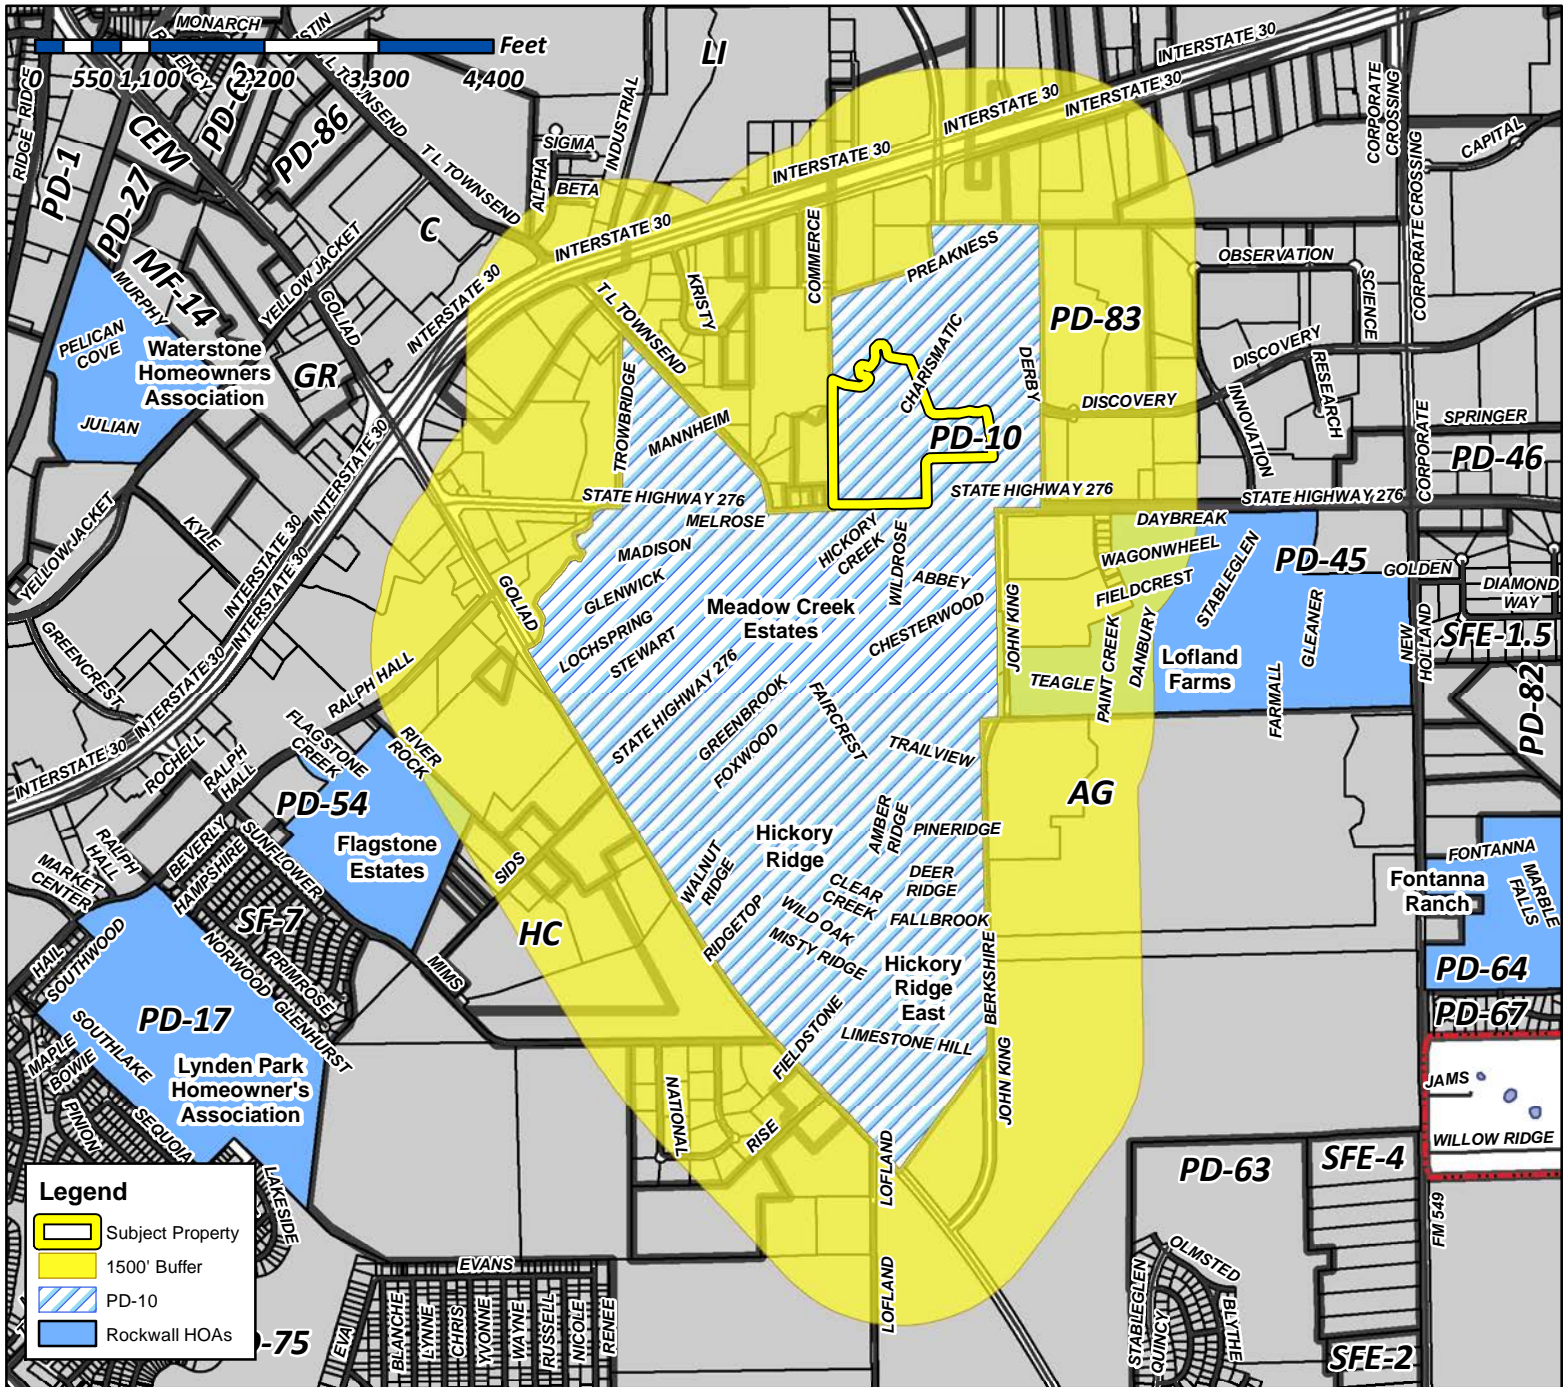 MONARCH
REGENCY
Feet
0 550 1,100 2,200 3,300 4,400
RIDGE
PD-1
CEM
PD-86
T L TOWNSEND
T L TOWNSEND
LI
INDUSTRIAL
SIGMA
ALPHA
BETA
INTERSTATE 30
INTERSTATE 30
INTERSTATE 30
INTERSTATE 30
INTERSTATE 30
INTERSTATE 30
CORPORATE
CROSSING
CAPITAL
CORPORATE CROSSING
PD-27
MF-14
MURPHY
YELLOW JACKET
C
GOLIAD
INTERSTATE 30
PELICAN
COVE
Waterstone
Homeowners
Association
JULIAN
GR
KRISTY
T L TOWNSEND
COMMERCE
PREAKNESS
CHARISMATIC
DERBY
PD-83
OBSERVATION
SCIENCE
DISCOVERY
DISCOVERY
RESEARCH
INNOVATION
PD-10
TROWBRIDGE
MANNHEIM
STATE HIGHWAY 276
STATE HIGHWAY 276
STATE HIGHWAY 276
CORPORATE
SPRINGER
PD-46
YELLOW JACKET
KYLE
INTERSTATE 30
INTERSTATE 30
INTERSTATE 30
INTERSTATE 30
INTERSTATE 30
INTERSTATE 30
GREENCREST
MELROSE
MADISON
GLENWICK
LOCHSPRING
STEWART
STATE HIGHWAY 276
HICKORY
CREEK
WILDROSE
ABBEY
CHESTERWOOD
Meadow Creek
Estates
GOLIAD
GREENBROOK
FOXWOOD
FAIRCREST
TRAILVIEW
JOHN KING
DAYBREAK
WAGONWHEEL
FIELDCREST
STABLEGLEN
PD-45
GLEANER
FARMALL
Lofland
Farms
DANBURY
PAINT CREEK
TEAGLE
GOLDEN
DIAMOND
WAY
NEW
HOLLAND
SFE-1.5
PD-82
AG
RALPH HALL
RIVER
ROCK
FLAGSTONE
CREEK
ROCHELL
RALPH
HALL
PD-54
Flagstone
Estates
RALPH
HALL
MARKET
CENTER
BEVERLY
HAMPSHIRE
SUNFLOWER
SF-7
NORWOOD
PRIMROSE
GLENHURST
MIMS
SIDS
HC
HAIL
SOUTHWOOD
PD-17
SOUTHLAKE
MAPLE
BOWIE
PINION
SEQUOIA
LAKESIDE
Lynden Park
Homeowner's
Association
Hickory
Ridge
WALNUT
RIDGE
RIDGETOP
AMBER
RIDGE
PINERIDGE
DEER
RIDGE
CLEAR
CREEK
WILD OAK
MISTY RIDGE
FALLBROOK
Hickory
Ridge
East
BERKSHIRE
LIMESTONE HILL
FIELDSTONE
JOHN KING
NATIONAL
RISE
LOFLAND
LOFLAND
FONTANNA
Fontanna
Ranch
MARBLE
FALLS
PD-64
PD-67
JAMS
WILLOW RIDGE
PD-63
SFE-4
FM 549
OLMSTED
STABLEGLEN
QUINCY
BLYTHE
SFE-2
EVANS
EVA
BLANCHE
LYNNE
CHRIS
YVONNE
WAYNE
RUSSELL
NICOLE
RENEE
-75
Legend
Subject Property
1500' Buffer
PD-10
Rockwall HOAs